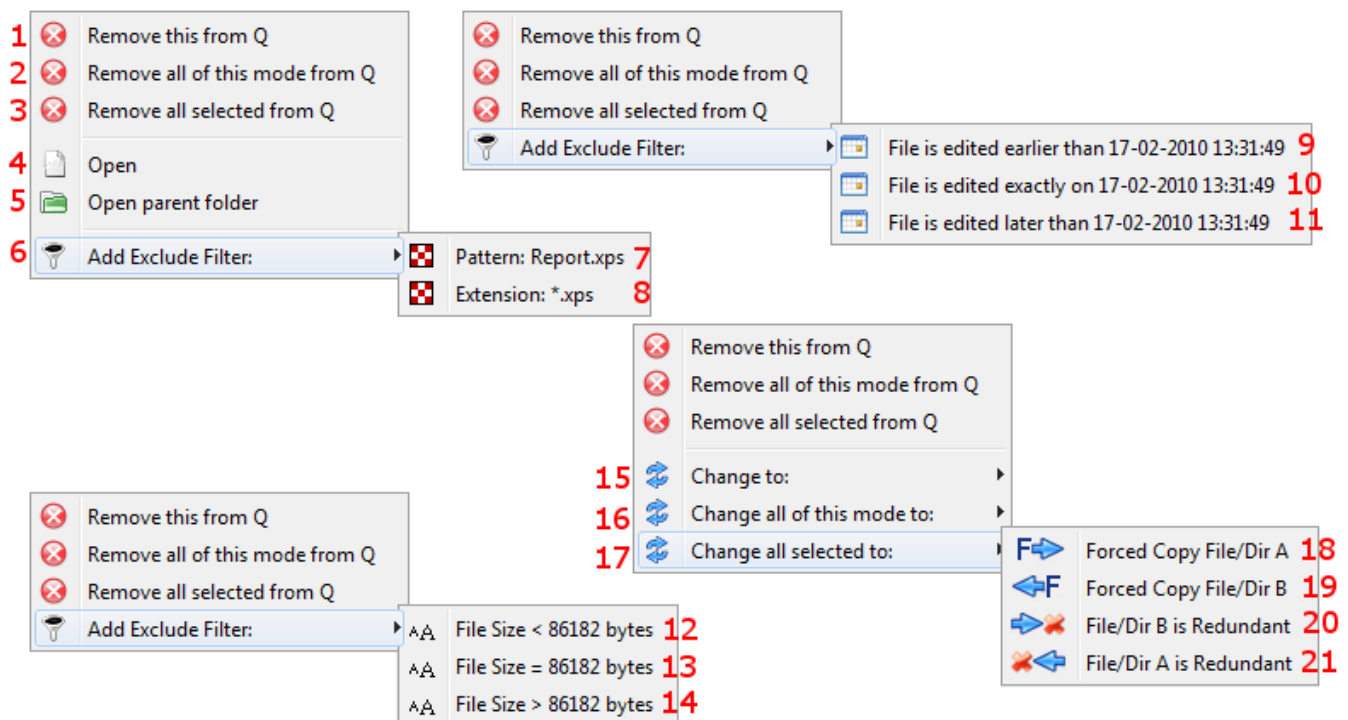 1 Remove this from Q
2 Remove all of this mode from Q
3 Remove all selected from Q
4 Open
5 Open parent folder
6 Add Exclude Filter:
Pattern: Report.xps 7
Extension: *.xps 8
Remove this from Q
Remove all of this mode from Q
Remove all selected from Q
Add Exclude Filter:
File is edited earlier than 17-02-2010 13:31:49 9
File is edited exactly on 17-02-2010 13:31:49 10
File is edited later than 17-02-2010 13:31:49 11
Remove this from Q
Remove all of this mode from Q
Remove all selected from Q
15 Change to:
16 Change all of this mode to:
17 Change all selected to:
F Forced Copy File/Dir A 18
F Forced Copy File/Dir B 19
File/Dir B is Redundant 20
File/Dir A is Redundant 21
Remove this from Q
Remove all of this mode from Q
Remove all selected from Q
Add Exclude Filter:
AA File Size < 86182 bytes 12
AA File Size = 86182 bytes 13
AA File Size > 86182 bytes 14